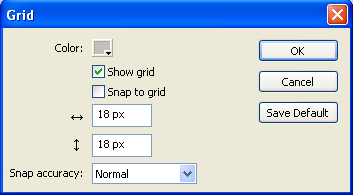 Grid
Color:
OK
Show grid
Cancel
Snap to grid
18 px
Save Default
18 px
Snap accuracy: Normal